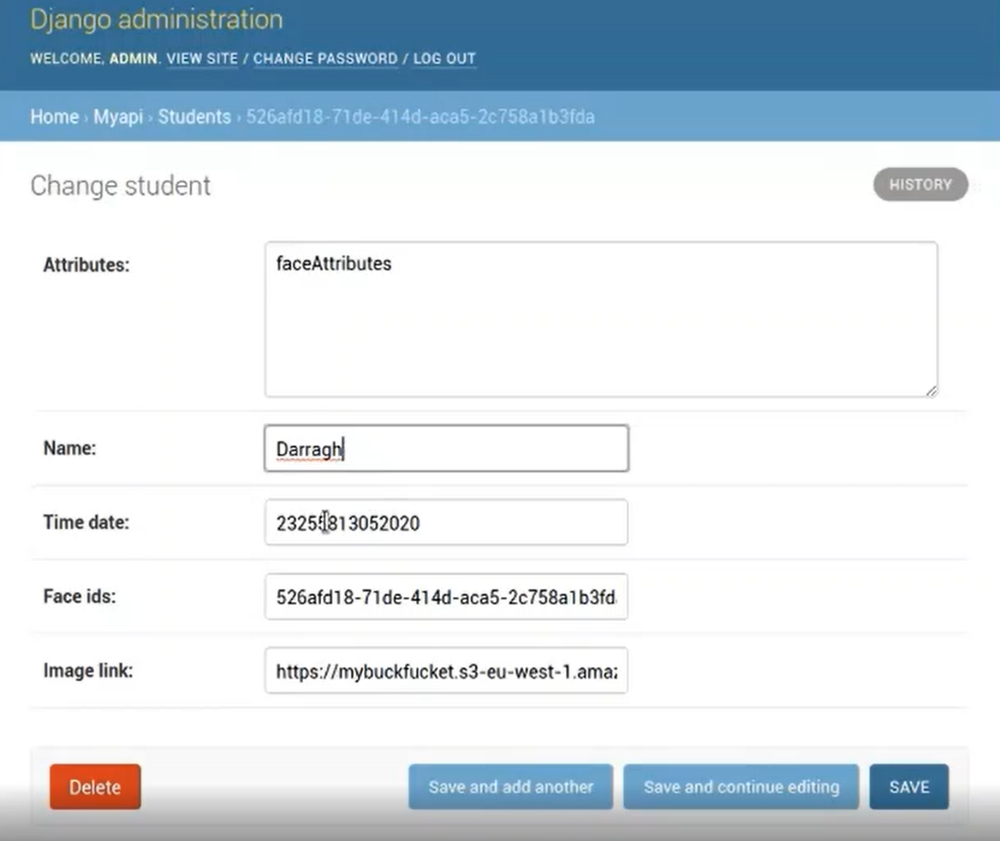 Django administration
WELCOME, ADMIN. VIEW SITE / CHANGE PASSWORD / LOG OUT
Home › Myapi › Students › 526afd18-71de-414d-aca5-2c758a1b3fda
Change student
HISTORY
Attributes:
faceAttributes
Name:
Darragh
Time date:
23255813052020
Face ids:
526afd18-71de-414d-aca5-2c758a1b3fd
Image link:
https://mybuckfucket.s3-eu-west-1.ama
Delete
Save and add another
Save and continue editing
SAVE